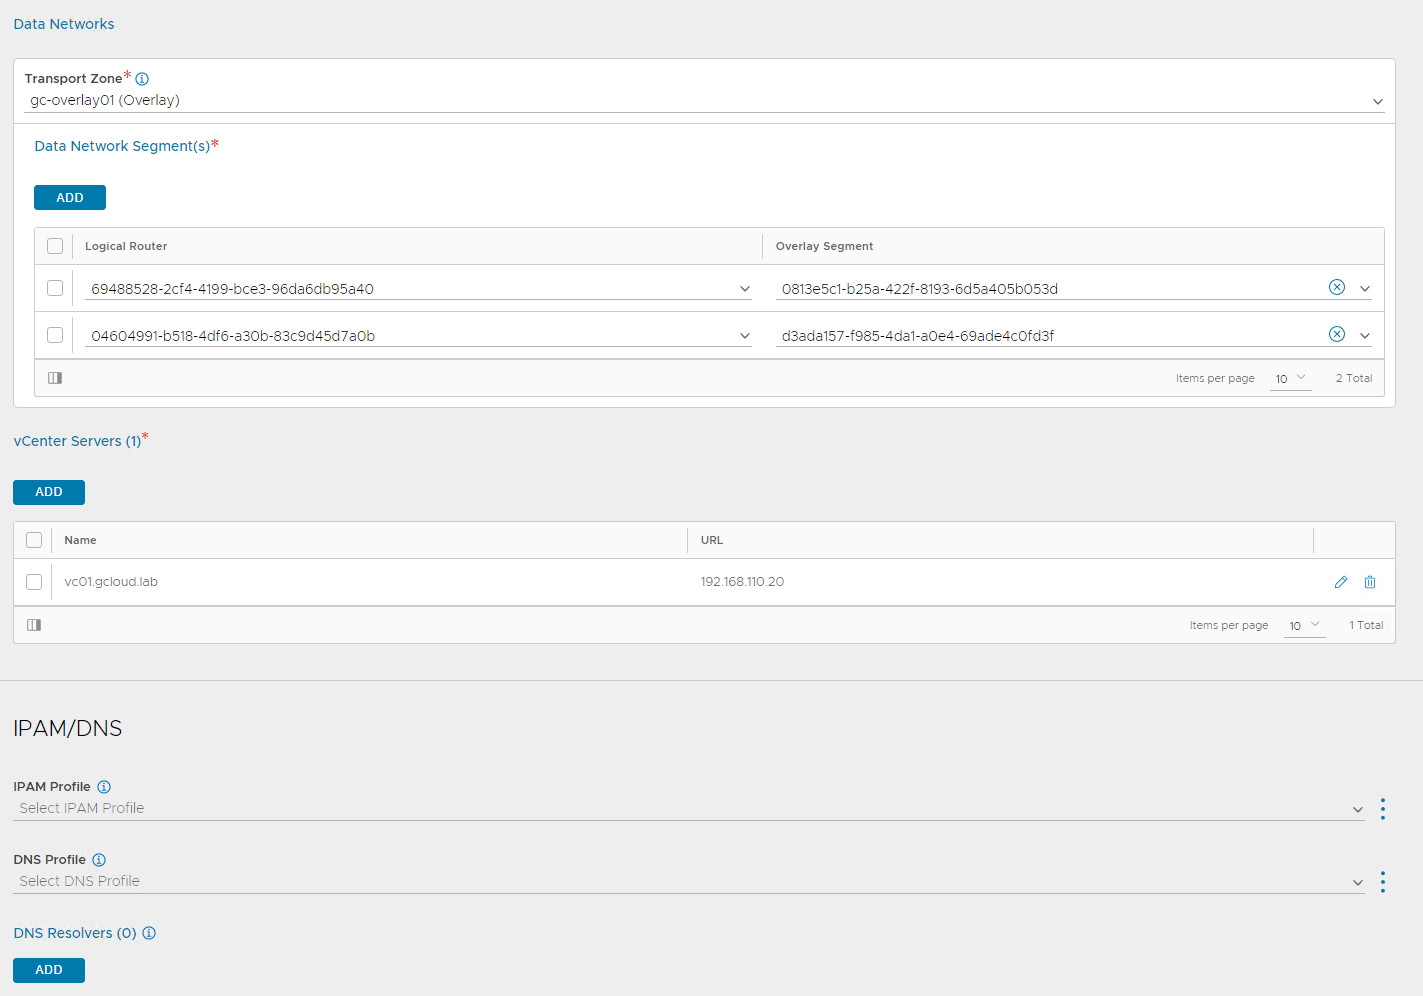 Data Networks
Transport Zone*
gc-overlay01 (Overlay)
Data Network Segment(s)*
ADD
Logical Router Overlay Segment
69488528-2cf4-4199-bce3-96da6db95a40 0813e5c1-b25a-422f-8193-6d5a405b053d
04604991-b518-4df6-a30b-83c9d45d7a0b d3ada157-f985-4da1-a0e4-69ade4c0fd3f
Items per page 10 2 Total
vCenter Servers (1)*
ADD
Name URL
vc01.gcloud.lab 192.168.110.20
Items per page 10 1 Total
IPAM/DNS
IPAM Profile
Select IPAM Profile
DNS Profile
Select DNS Profile
DNS Resolvers (0)
ADD